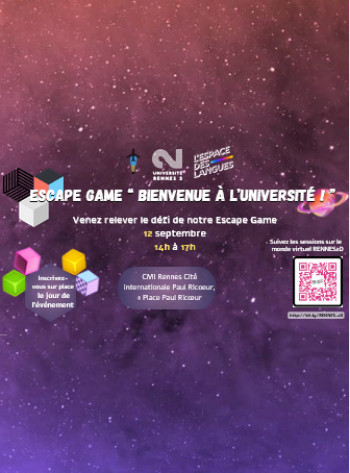 UNIVERSITÉ
RENNES 2
L'ESPACE
DES
LANGUES
ESCAPE GAME “ BIENVENUE À L'UNIVERSITÉ ! ”
Venez relever le défi de notre Escape Game
12 septembre
14h à 17h
Suivez les sessions sur le
monde virtuel RENNES2D
Inscrivez-
vous sur place
le jour de
l'événement
CMI Rennes Cité
Internationale Paul Ricoeur,
1 Place Paul Ricœur